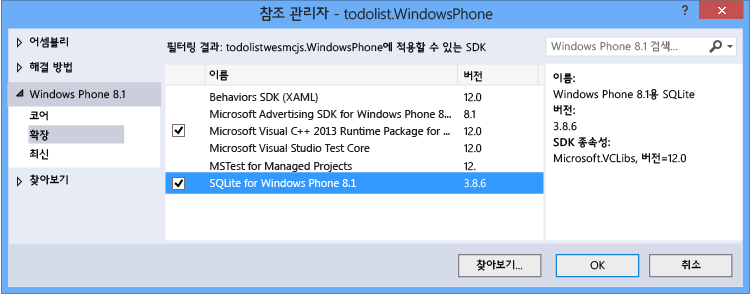 참조 관리자 - todolist.WindowsPhone
?
어셈블리
해결 방법
Windows Phone 8.1
코어
확장
최신
찾아보기
필터링 결과: todolistwesmcjs.WindowsPhone에 적용할 수 있는 SDK
이름 버전
Behaviors SDK (XAML) 12.0
Microsoft Advertising SDK for Windows Phone 8... 8.1
Microsoft Visual C++ 2013 Runtime Package for ... 12.0
Microsoft Visual Studio Test Core 12.0
MSTest for Managed Projects 12.
SQLite for Windows Phone 8.1 3.8.6
Windows Phone 8.1 검색...
이름:
Windows Phone 8.1용 SQLite
버전:
3.8.6
SDK 종속성:
Microsoft.VCLibs, 버전=12.0
찾아보기... OK 취소